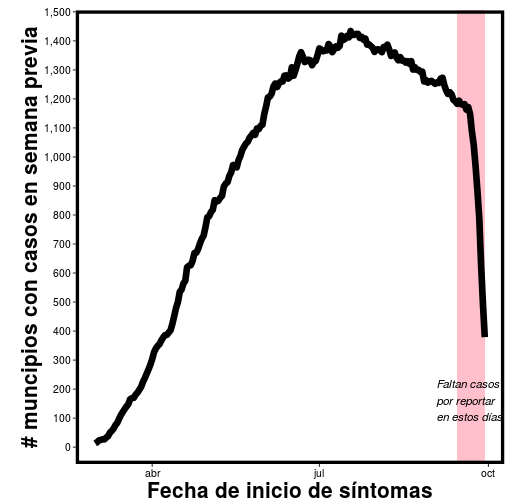 # muncipios con casos en semana previa
1,500
1,400
1,300
1,200
1,100
1,000
900
800
700
600
500
400
300
200
100
0
Faltan casos
por reportar
en estos días
abr
jul
oct
Fecha de inicio de síntomas